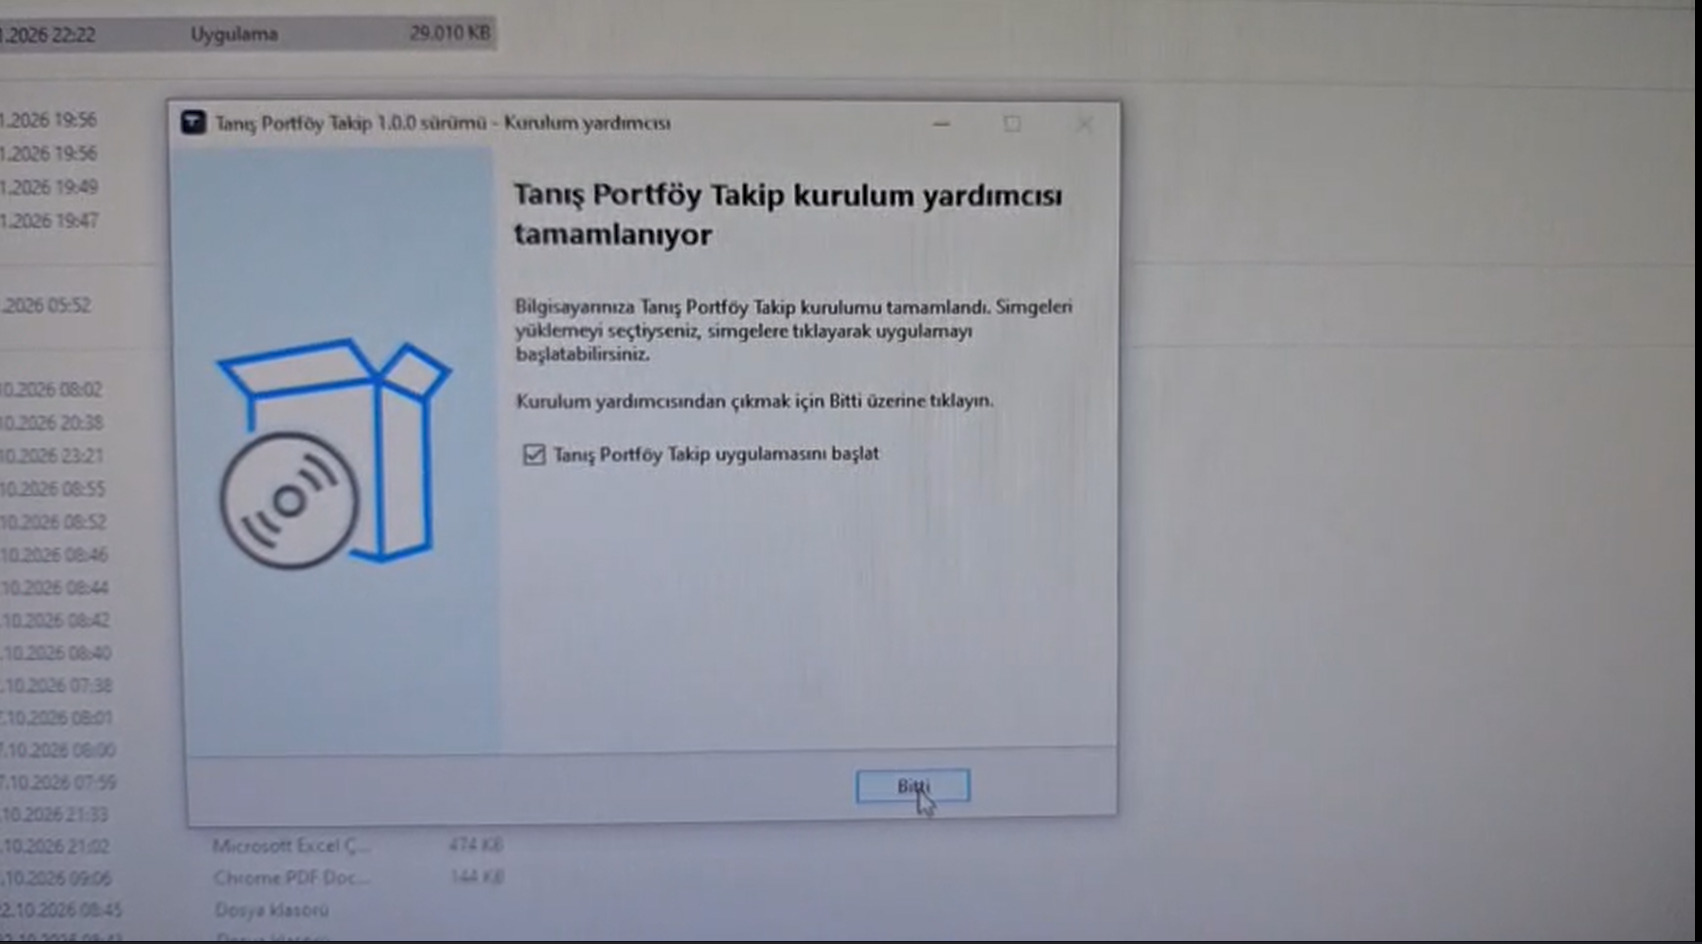 .2026 22:22 Uygulama 29.010 KB
Tanış Portföy Takip 1.0.0 sürümü - Kurulum yardımcısı
1.2026 19:56
1.2026 19:56
1.2026 19:49
1.2026 19:47
.2026 05:52
10.2026 08:02
10.2026 20:38
10.2026 23:21
10.2026 08:55
10.2026 08:52
.10.2026 08:46
.10.2026 08:44
.10.2026 08:42
.10.2026 08:40
.10.2026 07:38
.10.2026 08:01
7.10.2026 08:00
7.10.2026 07:59
.10.2026 21:33
.10.2026 21:02 Microsoft Excel Ç... 474 KB
.10.2026 09:06 Chrome PDF Doc... 144 KB
2.10.2026 08:45 Dosya klasörü
Tanış Portföy Takip kurulum yardımcısı
tamamlanıyor
Bilgisayarınıza Tanış Portföy Takip kurulumu tamamlandı. Simgeleri
yüklemeyi seçtiyseniz, simgelere tıklayarak uygulamayı
başlatabilirsiniz.
Kurulum yardımcısından çıkmak için Bitti üzerine tıklayın.
Tanış Portföy Takip uygulamasını başlat
Bitti